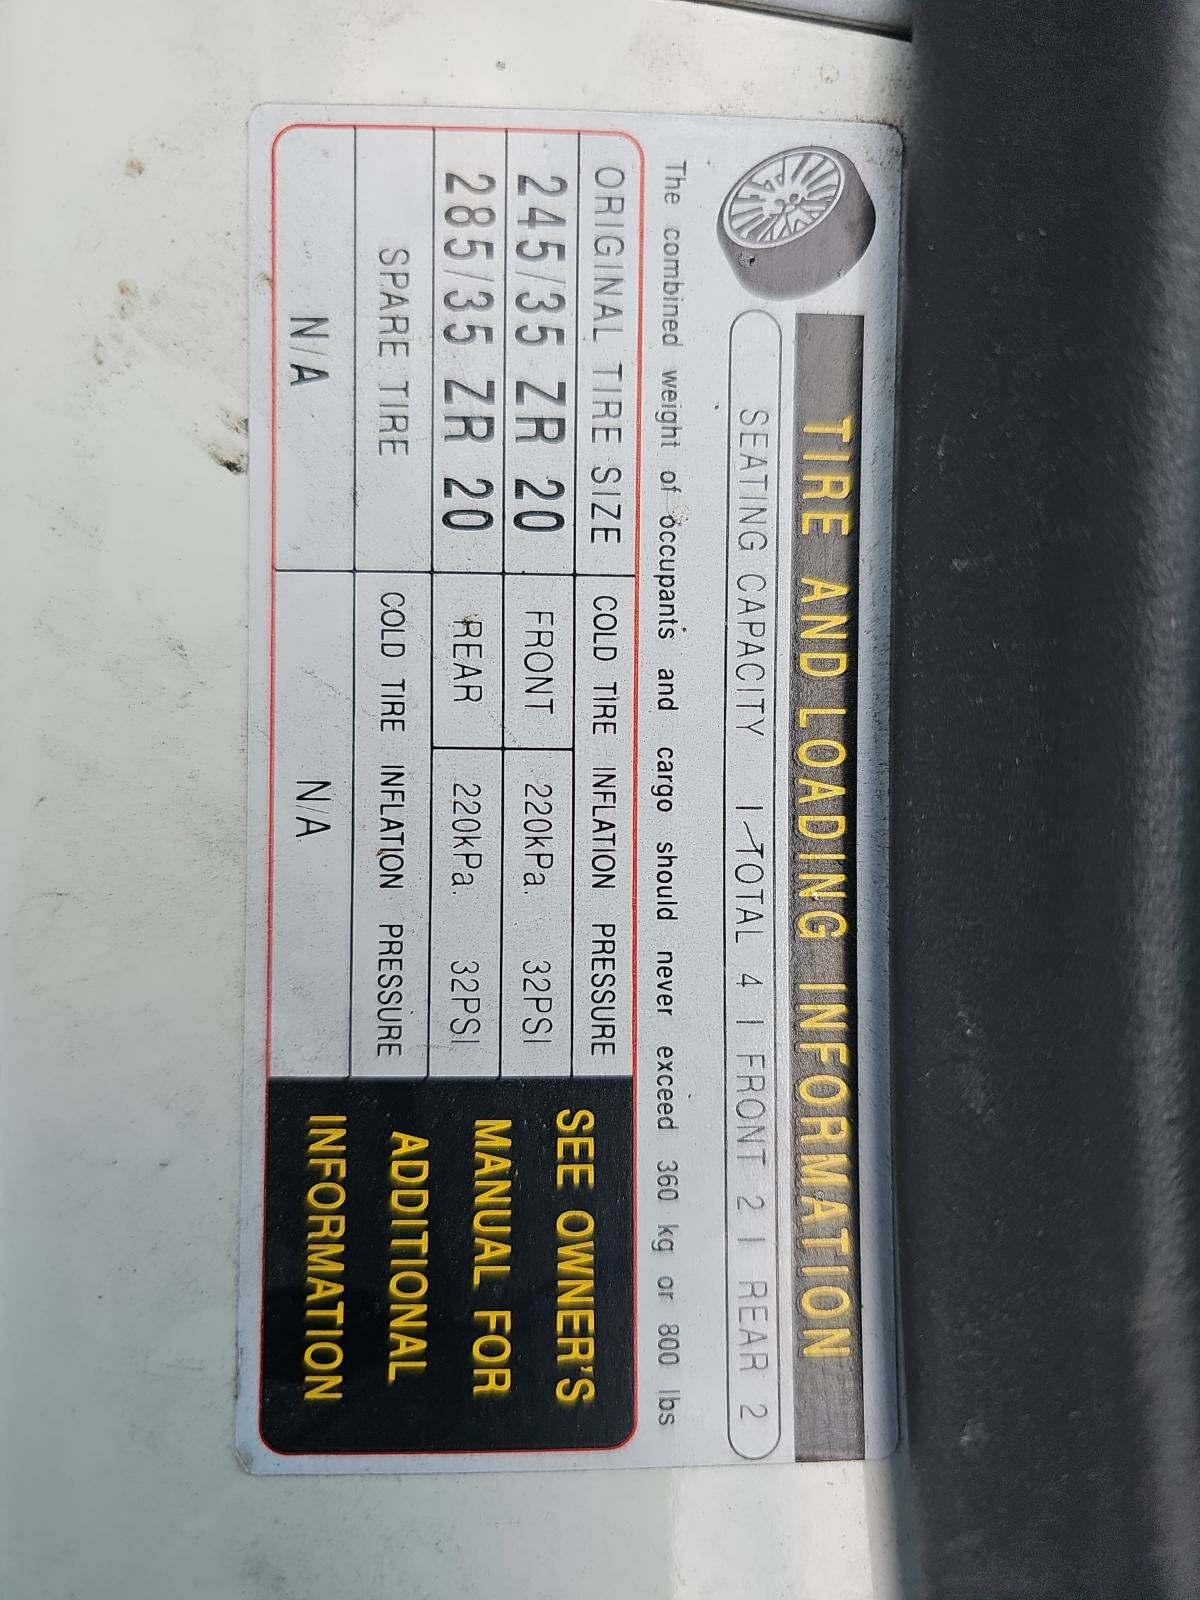 TIRE AND LOADING INFORMATION
SEATING CAPACITY | TOTAL 4 | FRONT 2 | REAR 2
The combined weight of occupants and cargo should never exceed 360 kg or 800 lbs
ORIGINAL TIRE SIZE COLD TIRE INFLATION PRESSURE
245/35 ZR 20 FRONT 220kPa. 32PSI
285/35 ZR 20 REAR 220kPa. 32PSI
SPARE TIRE COLD TIRE INFLATION PRESSURE
N/A N/A
SEE OWNER'S
MANUAL FOR
ADDITIONAL
INFORMATION